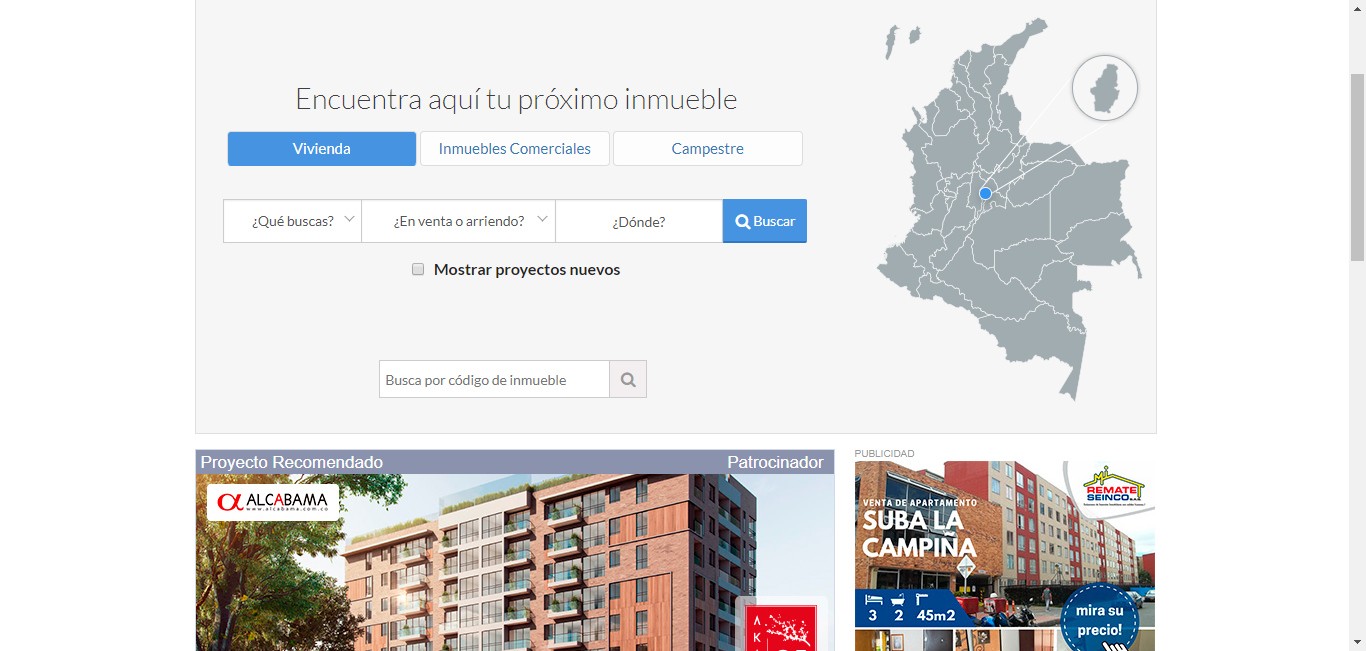 Encuentra aquí tu próximo inmueble
Vivienda
Inmuebles Comerciales
Campestre
¿Qué buscas?
¿En venta o arriendo?
¿Dónde?
Buscar
Mostrar proyectos nuevos
Busca por código de inmueble
Proyecto Recomendado
Patrocinador
ALCABAMA
www.alcabama.com.co
PUBLICIDAD
REMATE
SEINCO
VENTA DE APARTAMENTO
SUBA LA
CAMPIÑA
3 2 45m2
mira su
precio!
A
K